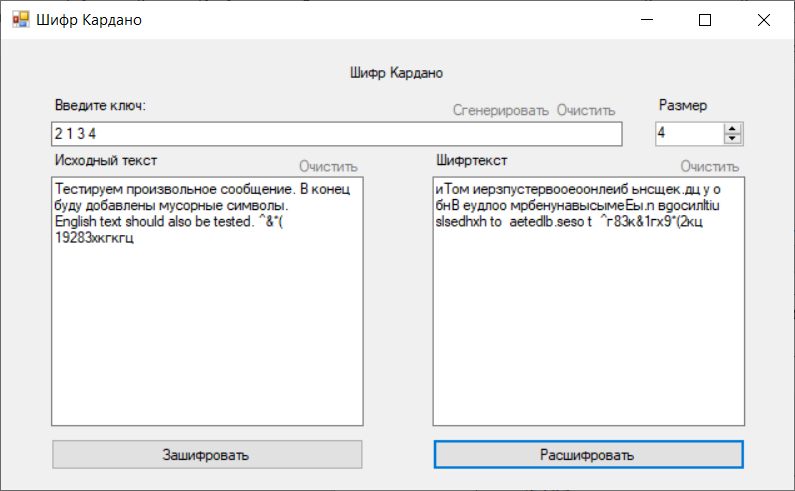 Шифр Кардано
Шифр Кардано
Введите ключ:
Сгенерировать Очистить
Размер
2 1 3 4
4
Исходный текст
Очистить
Шифртекст
Очистить
Тестируем произвольное сообщение. В конец
буду добавлены мусорные символы.
English text should also be tested. ^&*(
19283хкгкгц
иТом иерзпустервооеоонлеиб ьнсщек.дц у о
бнВ еудлоо мрбенунавысымеЕы.п вgосилltiu
slsedhxh to  aetedlb.seso t  ^г83к&1гх9*(2кц
Зашифровать
Расшифровать